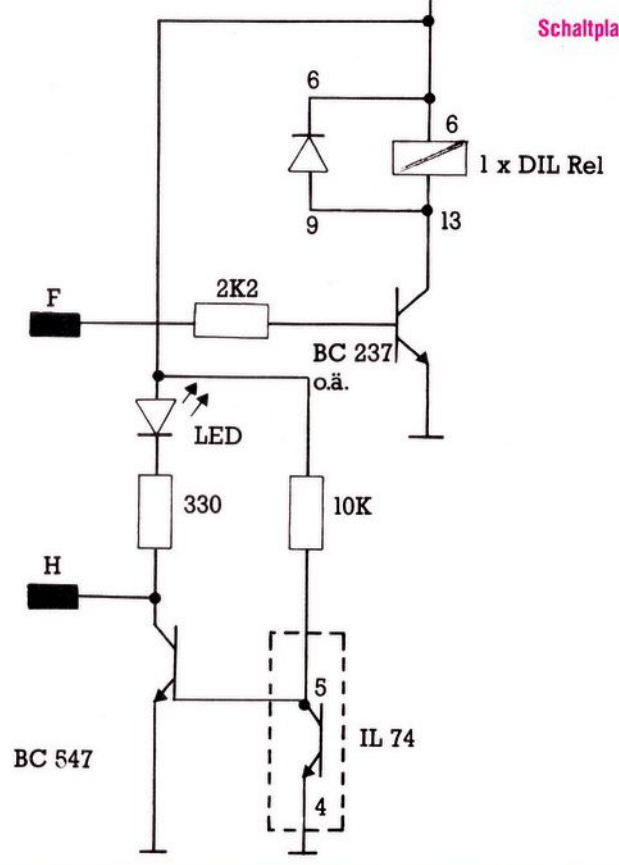 Schaltpla
6
6
1 x DIL Rel
9
13
F
2K2
BC 237
o.ä.
LED
330
10K
H
5
IL 74
BC 547
4